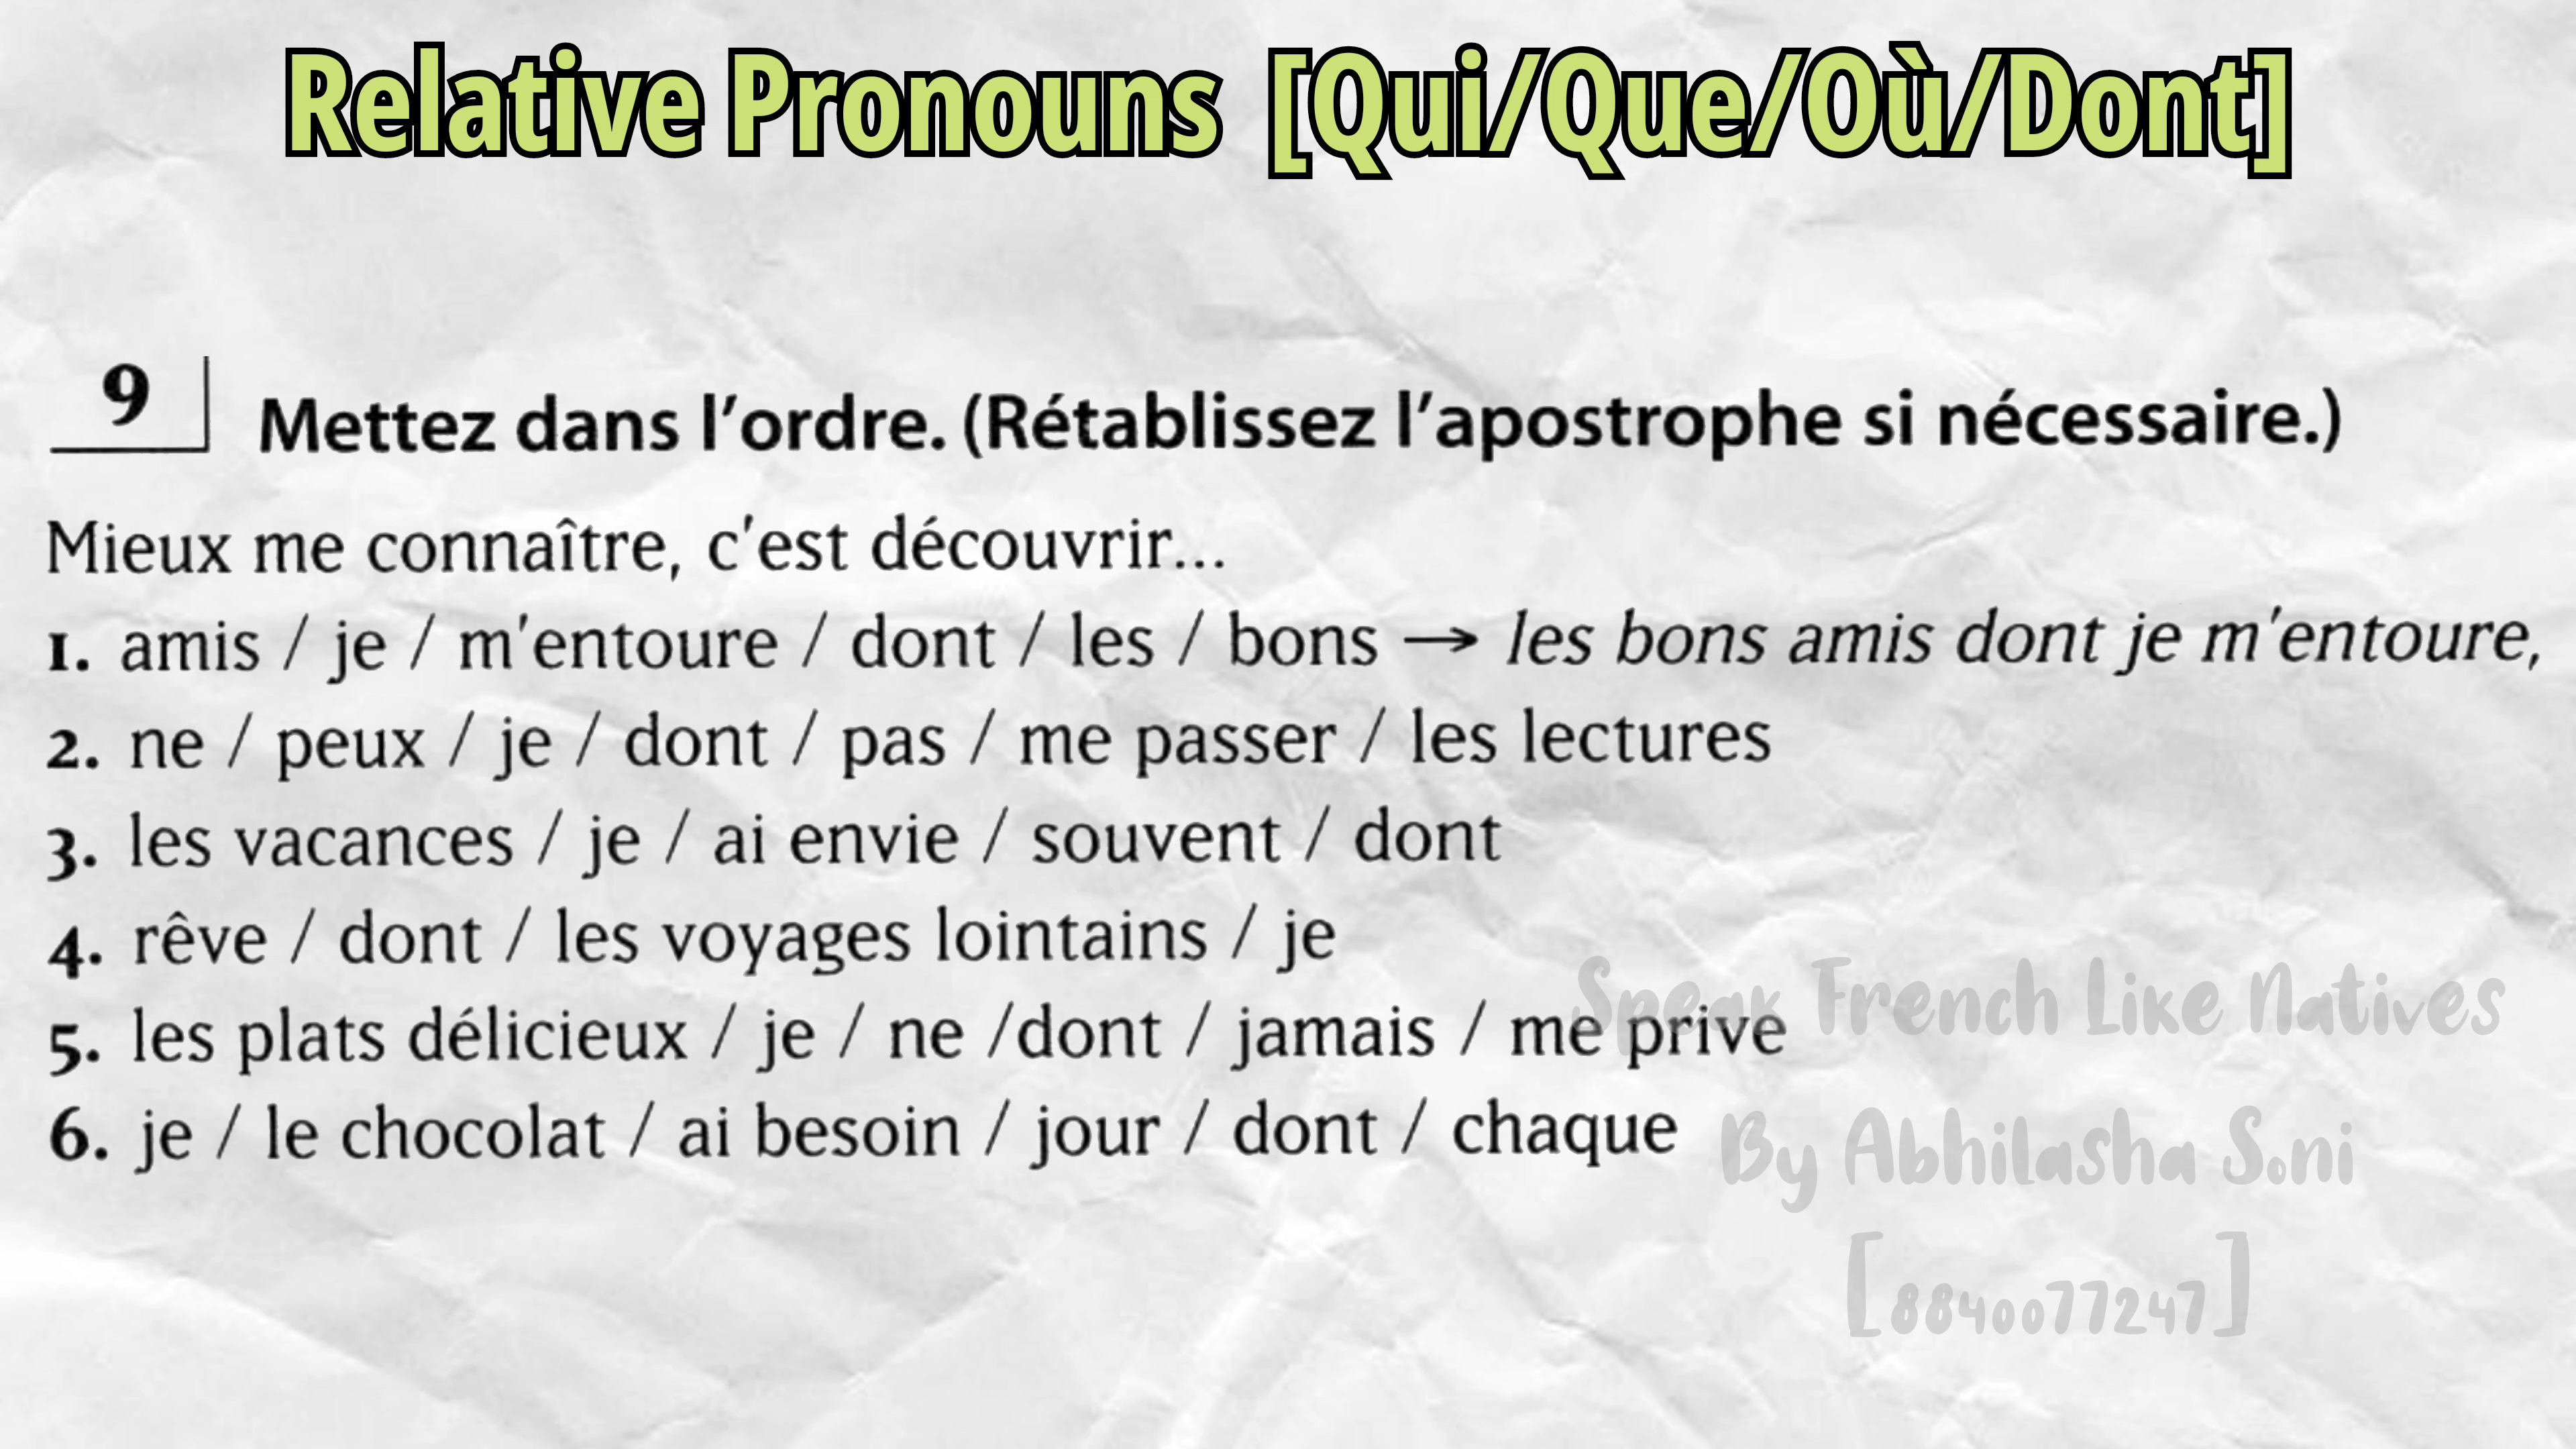 Relative Pronouns [Qui/Que/Où/Dont]
9 Mettez dans l'ordre. (Rétablissez l'apostrophe si nécessaire.)
Mieux me connaître, c'est découvrir...
1. amis / je / m'entoure / dont / les / bons → les bons amis dont je m'entoure,
2. ne / peux / je / dont / pas / me passer / les lectures
3. les vacances / je / ai envie / souvent / dont
4. rêve / dont / les voyages lointains / je
5. les plats délicieux / je / ne /dont / jamais / me prive
6. je / le chocolat / ai besoin / jour / dont / chaque
Speak French Like Natives
By Abhilasha Soni
[8840077247]